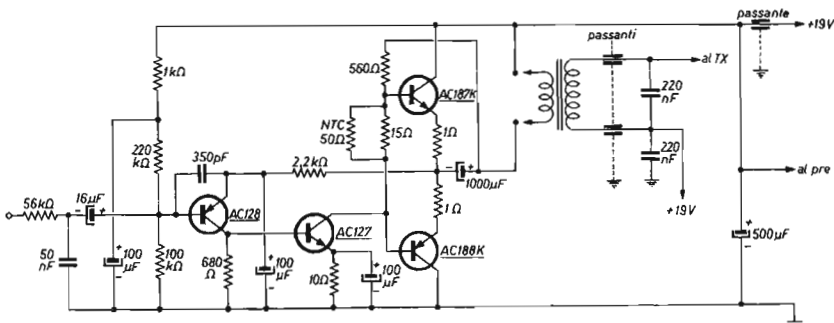 passante
+19V
passanti
al TX
560Ω
1kΩ
AC187K
220
nF
NTC
50Ω
15Ω
1Ω
220
kΩ
350pF
2,2kΩ
220
nF
1000µF
al pre
56kΩ
16µF
AC128
1Ω
+19V
AC127
AC188K
50
nF
100
µF
100
kΩ
680
Ω
100
µF
10Ω
100
µF
500µF